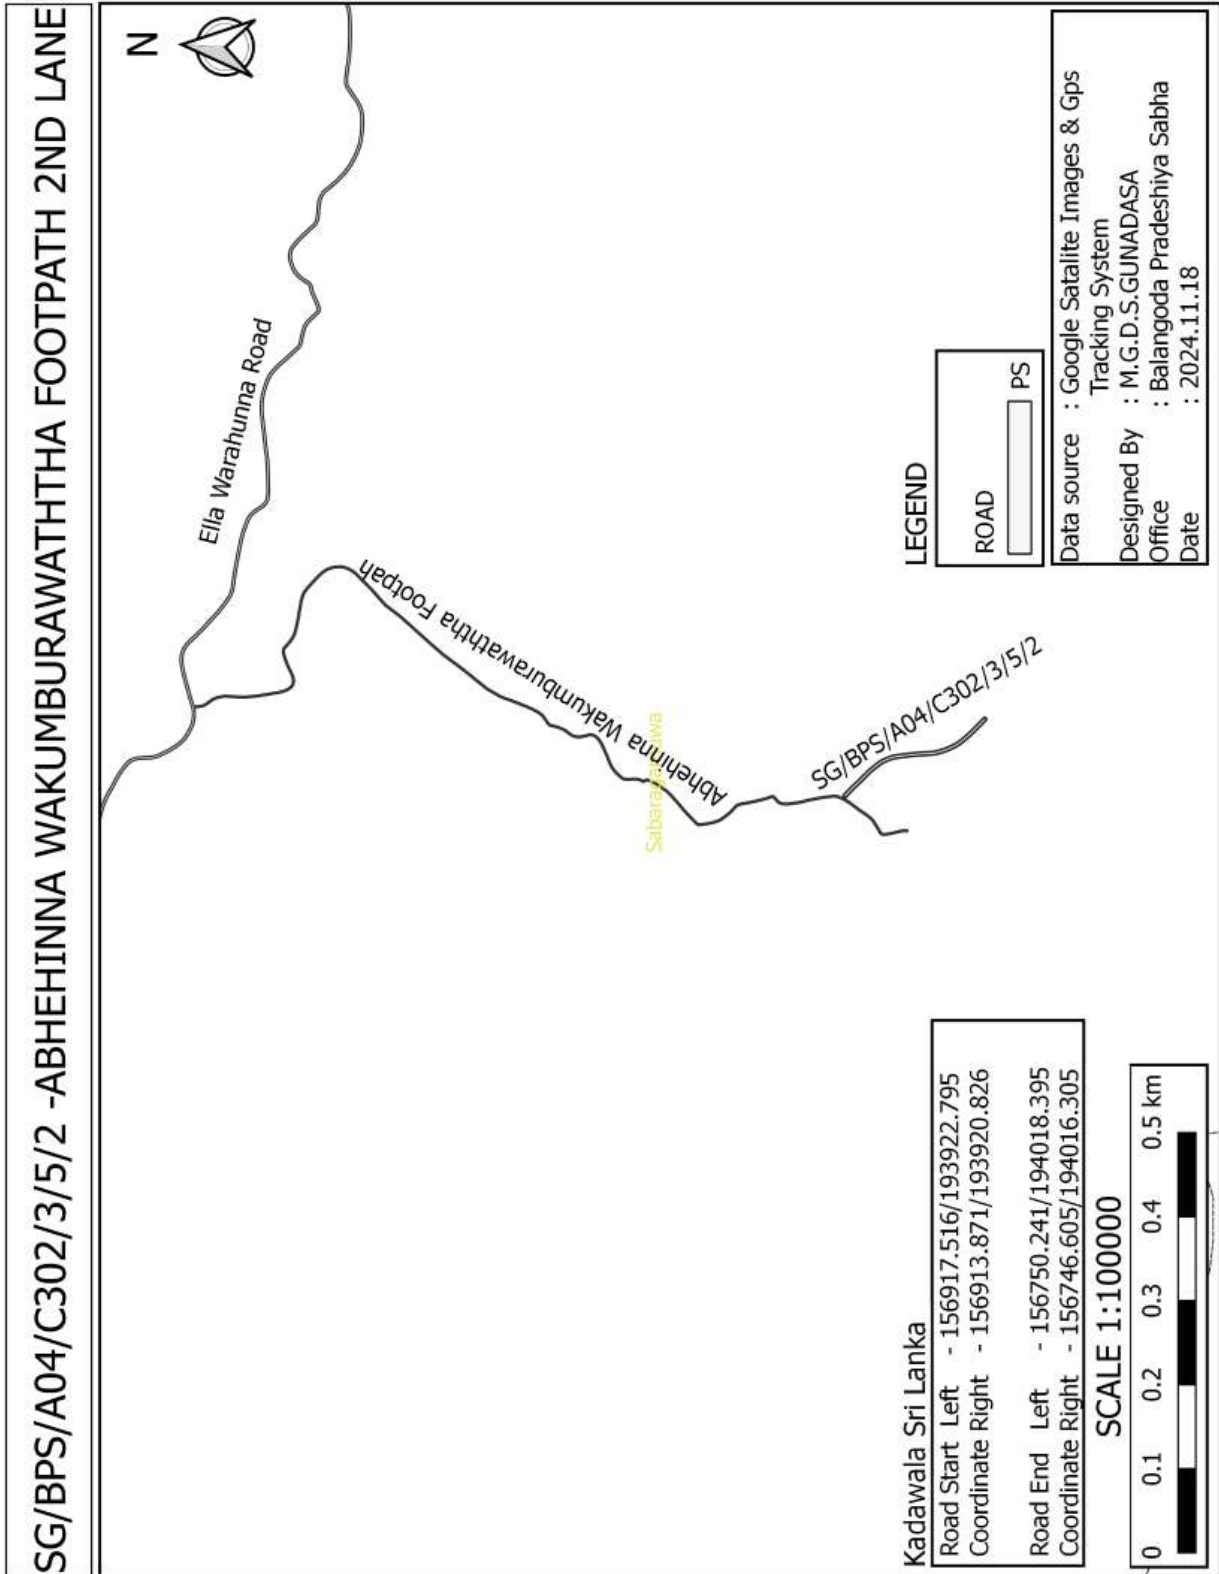 SG/BPS/A04/C302/3/5/2 -ABHEHINNA WAKUMBURAWATHTHA FOOTPATH 2ND LANE
N
Ella Warahunna Road
Abhehinna Wakumburawaththa Footpah
Sabaragamuwa
SG/BPS/A04/C302/3/5/2
Kadawala Sri Lanka
Road Start Left - 156917.516/193922.795
Coordinate Right - 156913.871/193920.826
Road End Left - 156750.241/194018.395
Coordinate Right - 156746.605/194016.305
SCALE 1:100000
0 0.1 0.2 0.3 0.4 0.5 km
LEGEND
ROAD
PS
Data source : Google Satalite Images & Gps
Tracking System
Designed By : M.G.D.S.GUNADASA
Office : Balangoda Pradeshiya Sabha
Date : 2024.11.18